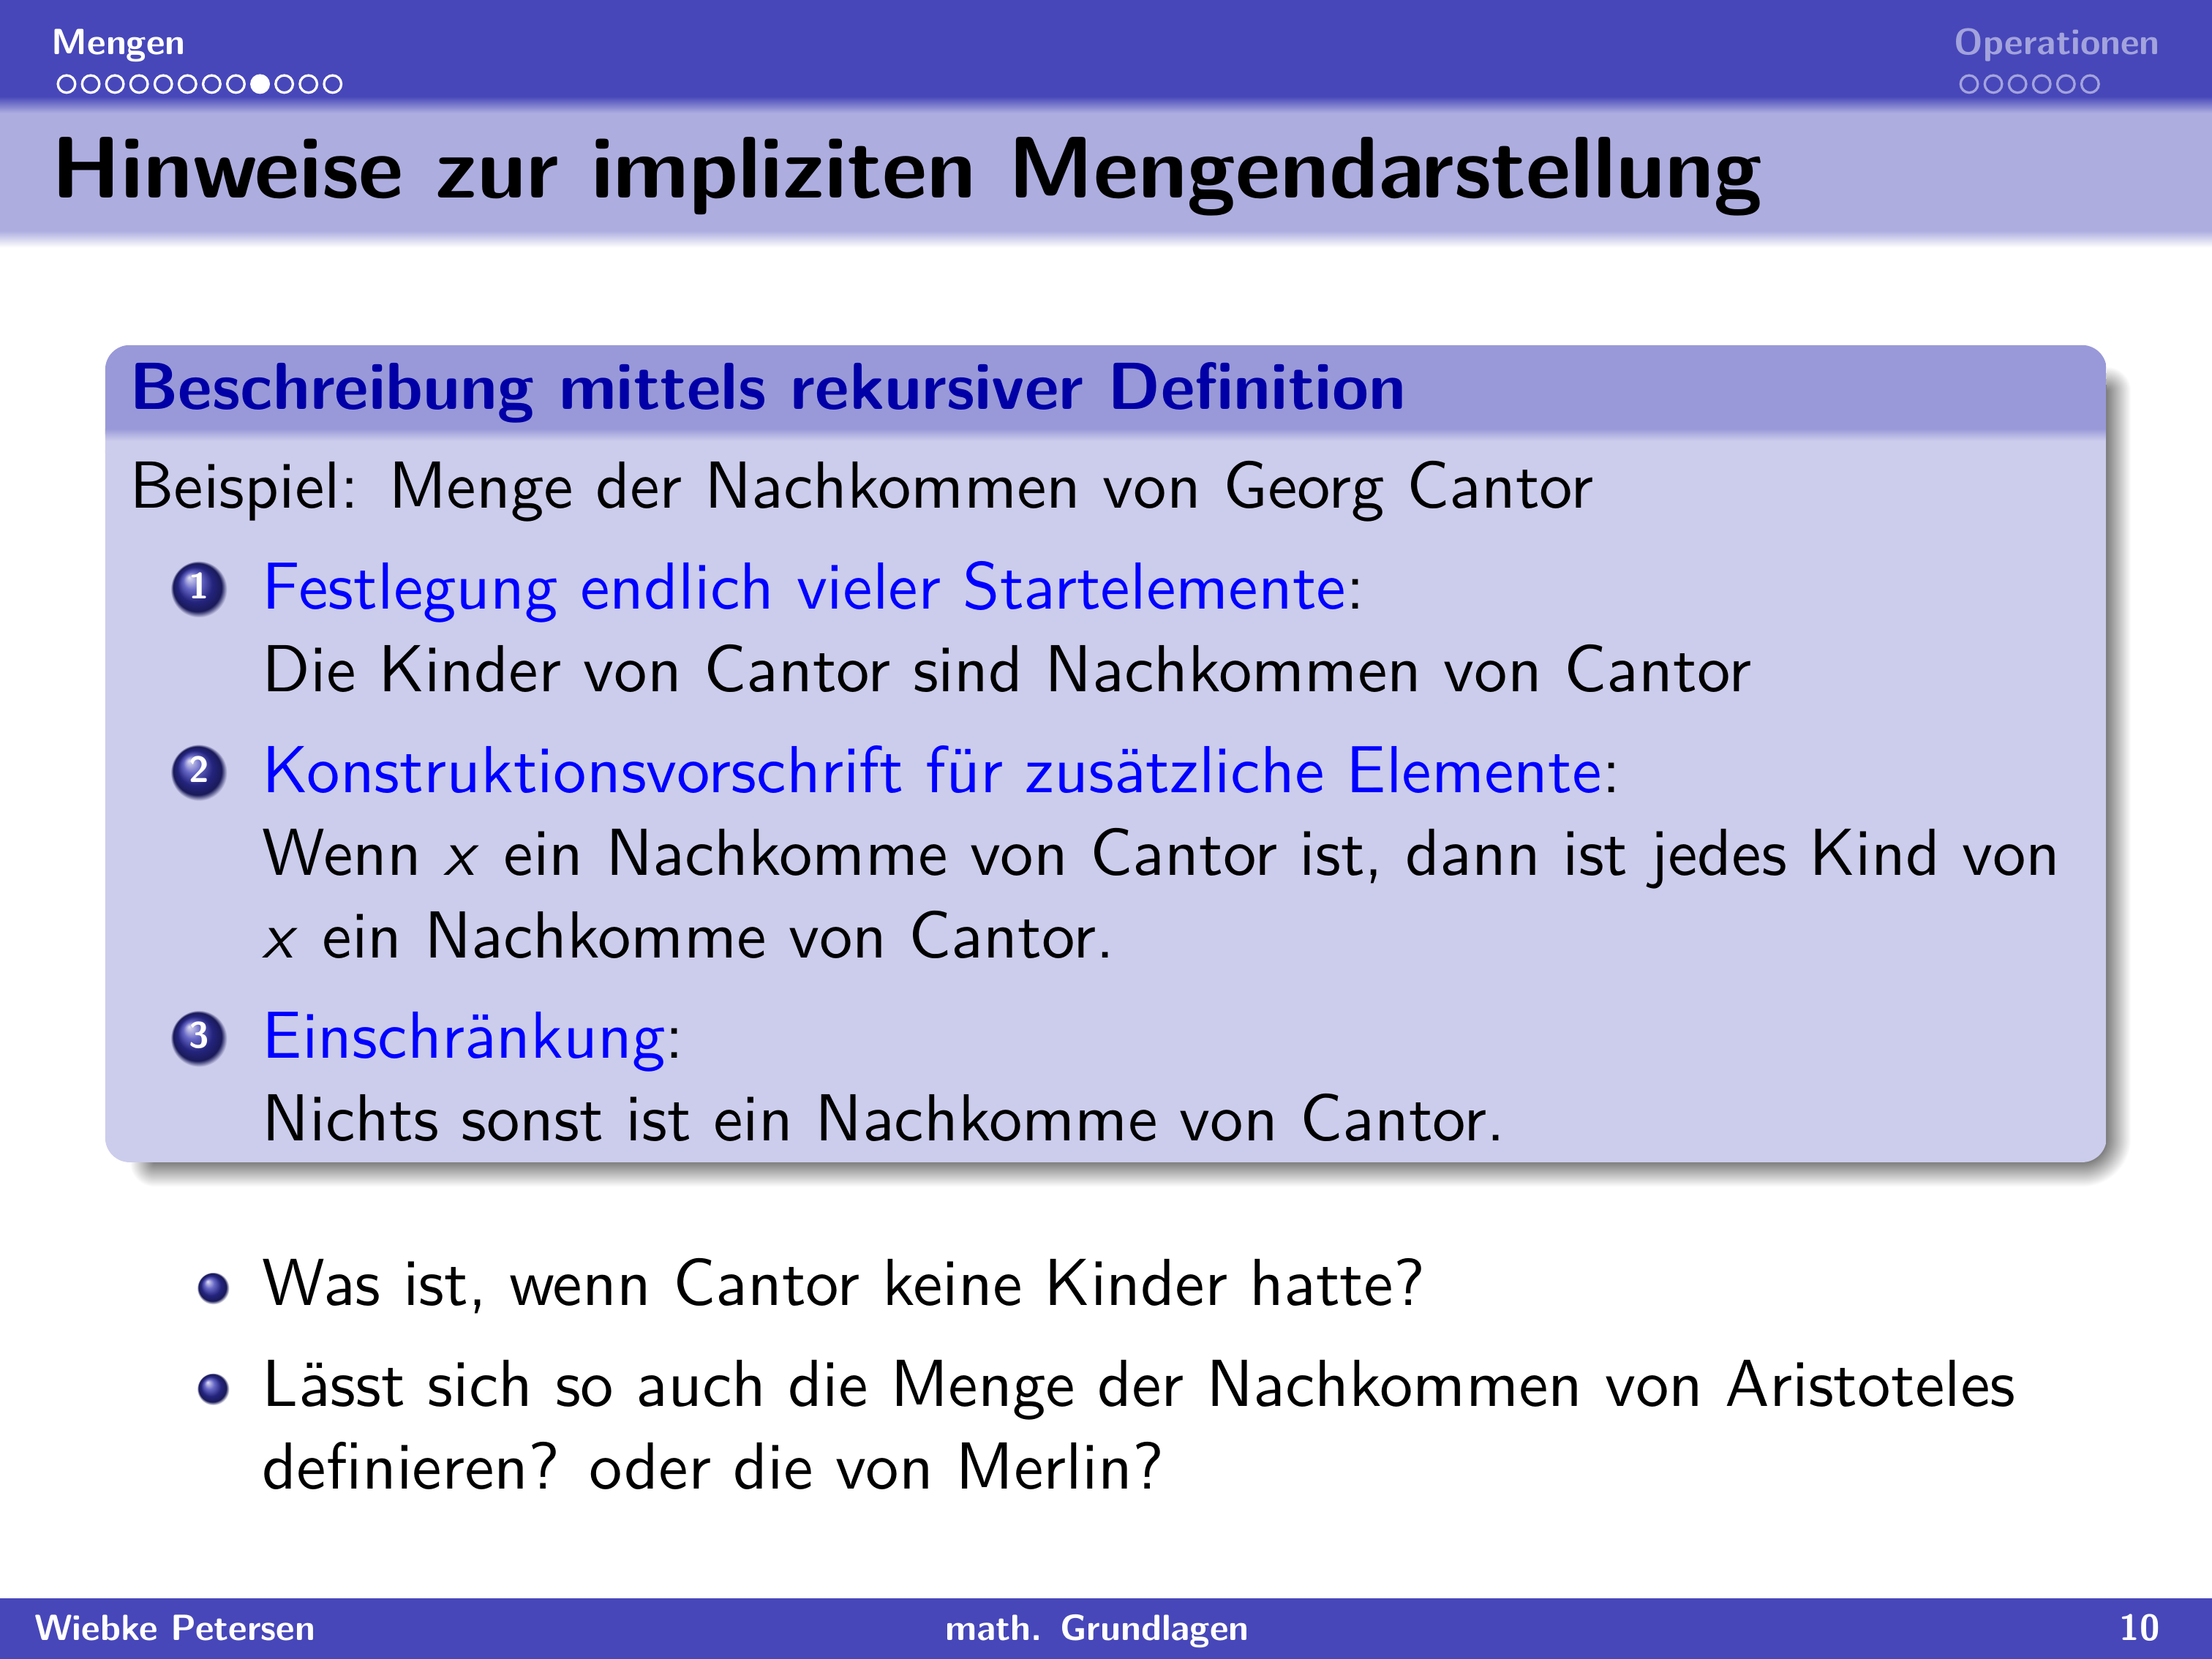 Mengen
Operationen
Hinweise zur impliziten Mengendarstellung
Beschreibung mittels rekursiver Definition
Beispiel: Menge der Nachkommen von Georg Cantor
1 Festlegung endlich vieler Startelemente:
Die Kinder von Cantor sind Nachkommen von Cantor
2 Konstruktionsvorschrift für zusätzliche Elemente:
Wenn x ein Nachkomme von Cantor ist, dann ist jedes Kind von
x ein Nachkomme von Cantor.
3 Einschränkung:
Nichts sonst ist ein Nachkomme von Cantor.
Was ist, wenn Cantor keine Kinder hatte?
Lässt sich so auch die Menge der Nachkommen von Aristoteles
definieren? oder die von Merlin?
Wiebke Petersen
math. Grundlagen
10